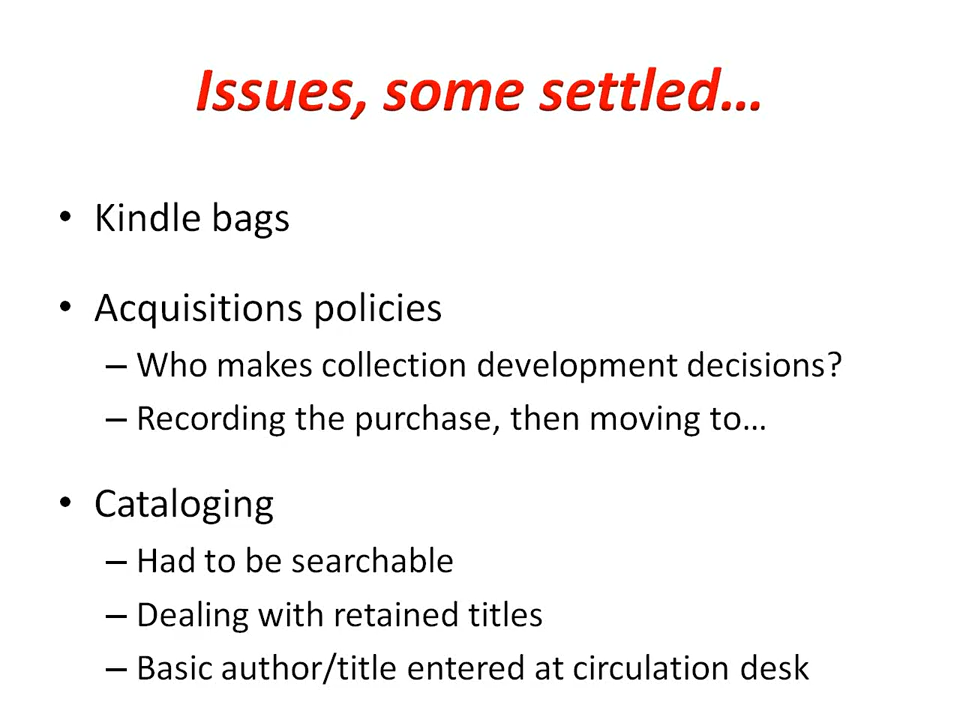 Issues, some settled…
• Kindle bags
• Acquisitions policies
– Who makes collection development decisions?
– Recording the purchase, then moving to…
• Cataloging
– Had to be searchable
– Dealing with retained titles
– Basic author/title entered at circulation desk